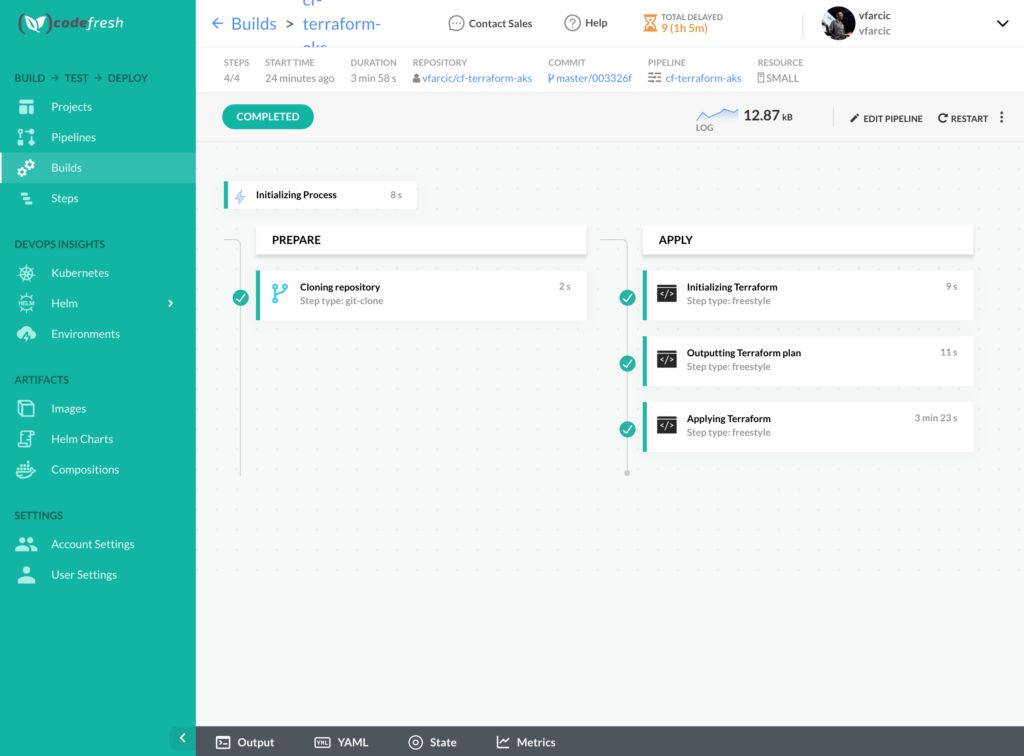 codefresh
BUILD → TEST → DEPLOY
Projects
Pipelines
Builds
Steps
DEVOPS INSIGHTS
Kubernetes
HELM
Helm
Environments
ARTIFACTS
Images
Helm Charts
Compositions
SETTINGS
Account Settings
User Settings
← Builds > cf-
terraform-
aks
Contact Sales
? Help
TOTAL DELAYED
9 (1h 5m)
vfarcic
vfarcic
STEPS
4/4
START TIME
24 minutes ago
DURATION
3 min 58 s
REPOSITORY
vfarcic/cf-terraform-aks
COMMIT
master/003326f
PIPELINE
cf-terraform-aks
RESOURCE
SMALL
COMPLETED
LOG
12.87 kB
EDIT PIPELINE
RESTART
Initializing Process 8 s
PREPARE
Cloning repository 2 s
Step type: git-clone
APPLY
</> Initializing Terraform 9 s
Step type: freestyle
</> Outputting Terraform plan 11 s
Step type: freestyle
</> Applying Terraform 3 min 23 s
Step type: freestyle
Output
YML YAML
State
Metrics